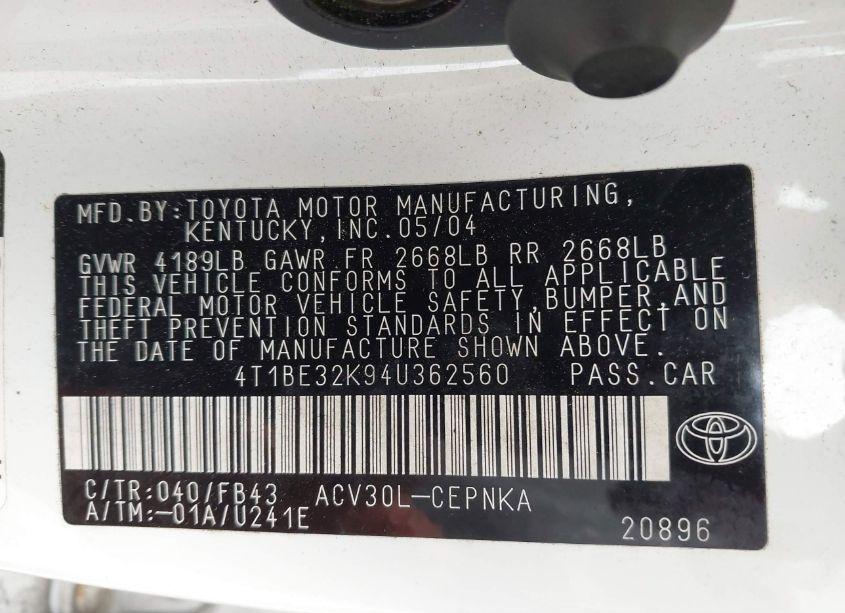 MFD.BY:TOYOTA MOTOR MANUFACTURING,
KENTUCKY,INC.05/04
GVWR 4189LB GAWR FR 2668LB RR 2668LB
THIS VEHICLE CONFORMS TO ALL APPLICABLE
FEDERAL MOTOR VEHICLE SAFETY,BUMPER,AND
THEFT PREVENTION STANDARDS IN EFFECT ON
THE DATE OF MANUFACTURE SHOWN ABOVE.
4T1BE32K94U362560 PASS.CAR
C/TR:040/FB43 ACV30L-CEPNKA
A/TM:-01A/U241E
20896